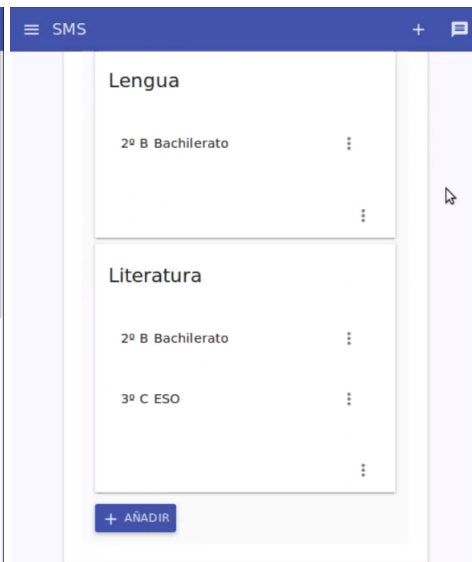 SMS
Lengua
2º B Bachilerato
Literatura
2º B Bachilerato
3º C ESO
+ AÑADIR